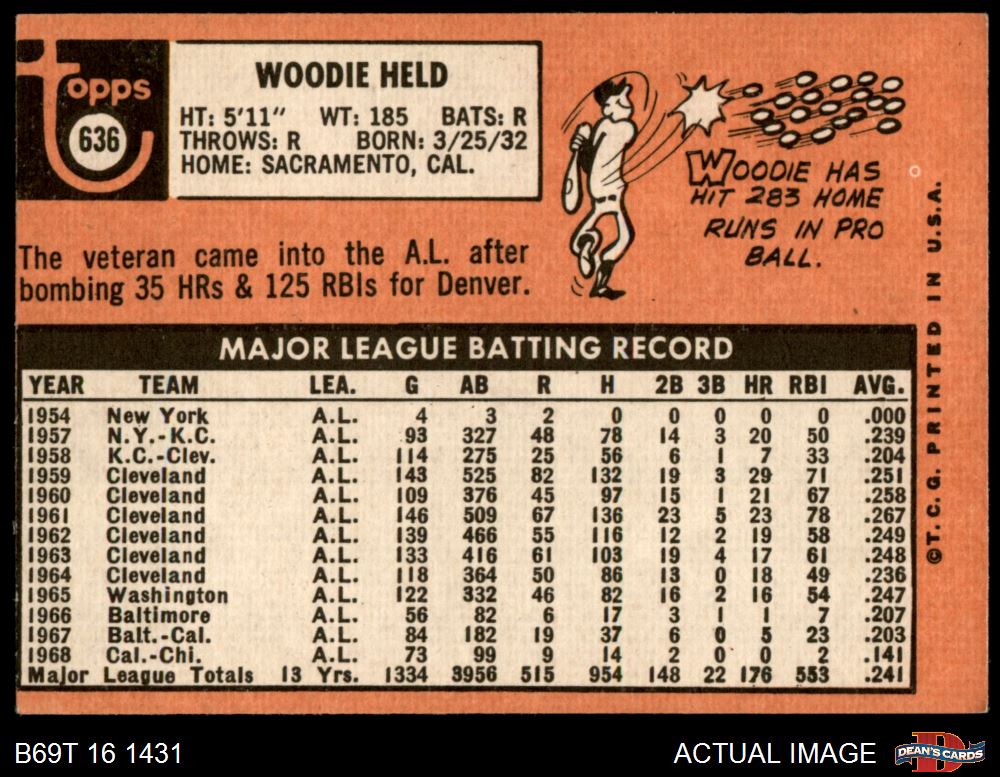 topps
636
WOODIE HELD
HT: 5'11" WT: 185 BATS: R
THROWS: R BORN: 3/25/32
HOME: SACRAMENTO, CAL.
WOODIE HAS
HIT 283 HOME
RUNS IN PRO
BALL.
The veteran came into the A.L. after
bombing 35 HRs & 125 RBIs for Denver.
MAJOR LEAGUE BATTING RECORD
YEAR TEAM LEA. G AB R H 2B 3B HR RBI AVG.
1954 New York A.L. 4 3 2 0 0 0 0 0 .000
1957 N.Y.-K.C. A.L. 93 327 48 78 14 3 20 50 .239
1958 K.C.-Clev. A.L. 114 275 25 56 6 1 7 33 .204
1959 Cleveland A.L. 143 525 82 132 19 3 29 71 .251
1960 Cleveland A.L. 109 376 45 97 15 1 21 67 .258
1961 Cleveland A.L. 146 509 67 136 23 5 23 78 .267
1962 Cleveland A.L. 139 466 55 116 12 2 19 58 .249
1963 Cleveland A.L. 133 416 61 103 19 4 17 61 .248
1964 Cleveland A.L. 118 364 50 86 13 0 18 49 .236
1965 Washington A.L. 122 332 46 82 16 2 16 54 .247
1966 Baltimore A.L. 56 82 6 17 3 1 1 7 .207
1967 Balt.-Cal. A.L. 84 182 19 37 6 0 5 23 .203
1968 Cal.-Chi. A.L. 73 99 9 14 2 0 0 2 .141
Major League Totals 13 Yrs. 1334 3956 515 954 148 22 176 553 .241
©T.C.G. PRINTED IN U.S.A.
B69T 16 1431
ACTUAL IMAGE
D
DEAN'S CARDS